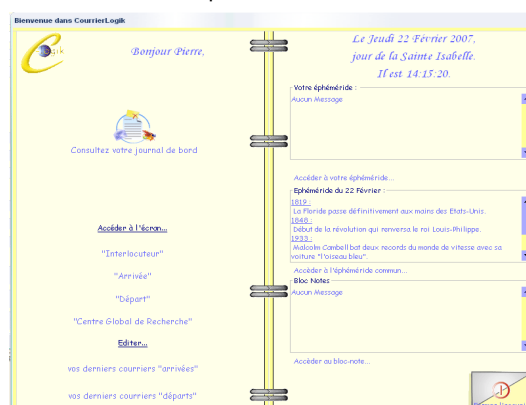 Bienvenue dans CourrierLogik
Bonjour Pierre,
Consultez votre journal de bord
Accéder à l'écran...
"Interlocuteur"
"Arrivée"
"Départ"
"Centre Global de Recherche"
Editer...
vos derniers courriers "arrivées"
vos derniers courriers "départs"
Le Jeudi 22 Février 2007,
jour de la Sainte Isabelle.
Il est 14:15:20.
Votre éphéméride :
Aucun Message
Accéder à votre éphéméride...
Ephéméride du 22 Février :
1819 :
La Floride passe définitivement aux mains des Etats-Unis.
1848 :
Début de la révolution qui renversa le roi Louis-Philippe.
1933 :
Malcolm Cambell bat deux records du monde de vitesse avec sa
voiture "l'oiseau bleu".
Accéder à l'éphéméride commun...
Bloc Notes
Aucun Message
Accéder au bloc-note...